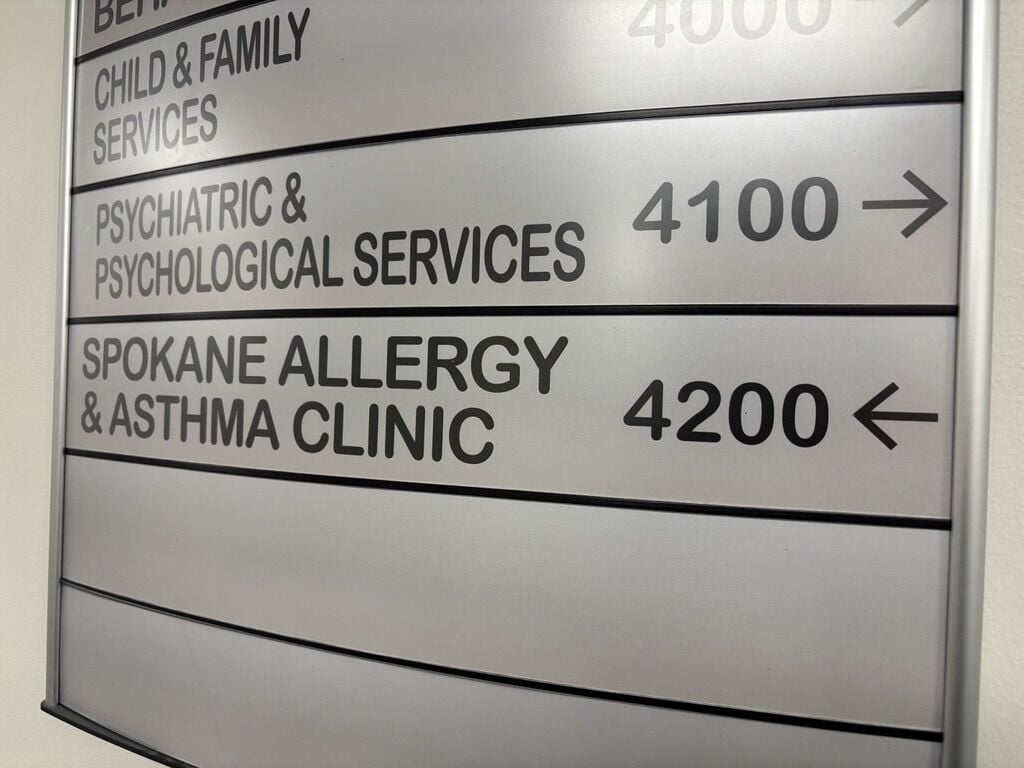 4000 →
CHILD & FAMILY
SERVICES
PSYCHIATRIC &
PSYCHOLOGICAL SERVICES
4100 →
SPOKANE ALLERGY
& ASTHMA CLINIC
4200 ←